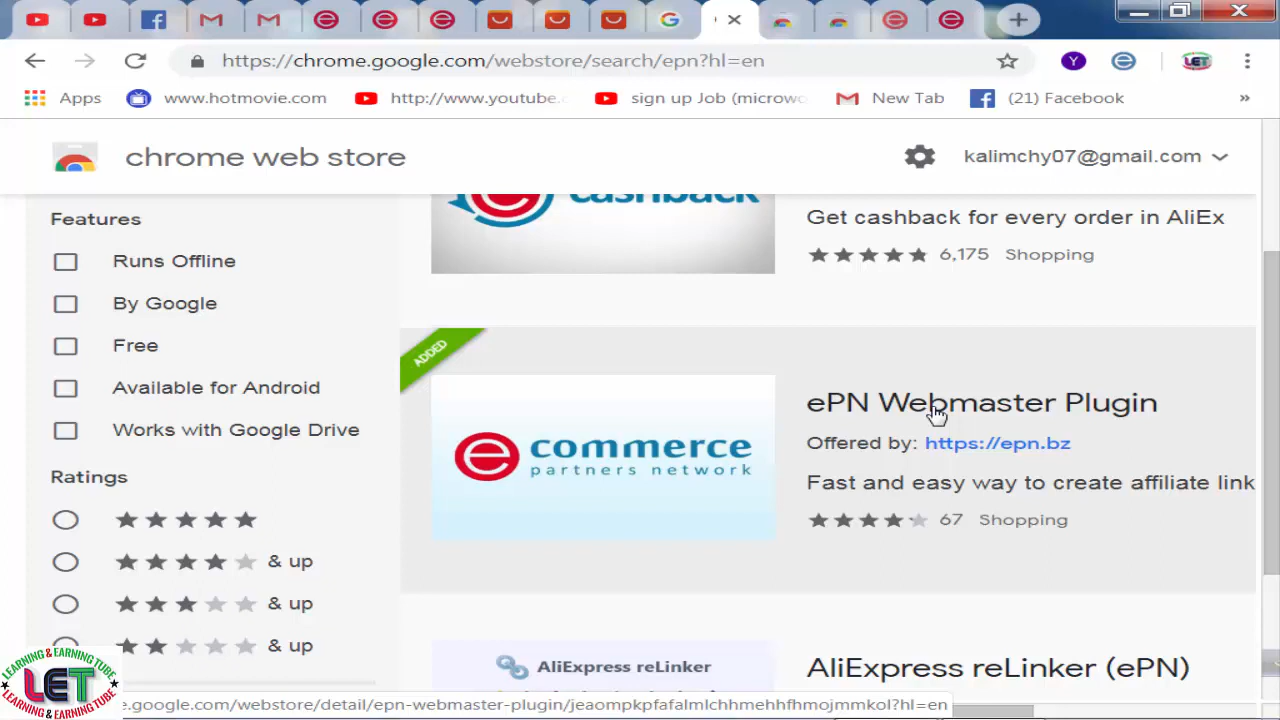 https://chrome.google.com/webstore/search/epn?hl=en
Y
LET
Apps
www.hotmovie.com
http://www.youtube.
sign up Job (microwo
New Tab
(21) Facebook
»
chrome web store
kalimchy07@gmail.com
Features
Runs Offline
By Google
Free
Available for Android
Works with Google Drive
Ratings
& up
& up
& up
cashback
Get cashback for every order in AliEx
6,175 Shopping
ADDED
e commerce
partners network
ePN Webmaster Plugin
Offered by: https://epn.bz
Fast and easy way to create affiliate link
67 Shopping
AliExpress reLinker
AliExpress reLinker (ePN)
LEARNING & EARNING TUBE
LET
LEARNING & EARNING TUBE
e.google.com/webstore/detail/epn-webmaster-plugin/jeaompkpfafalmlchhmehhfhmojmmkol?hl=en